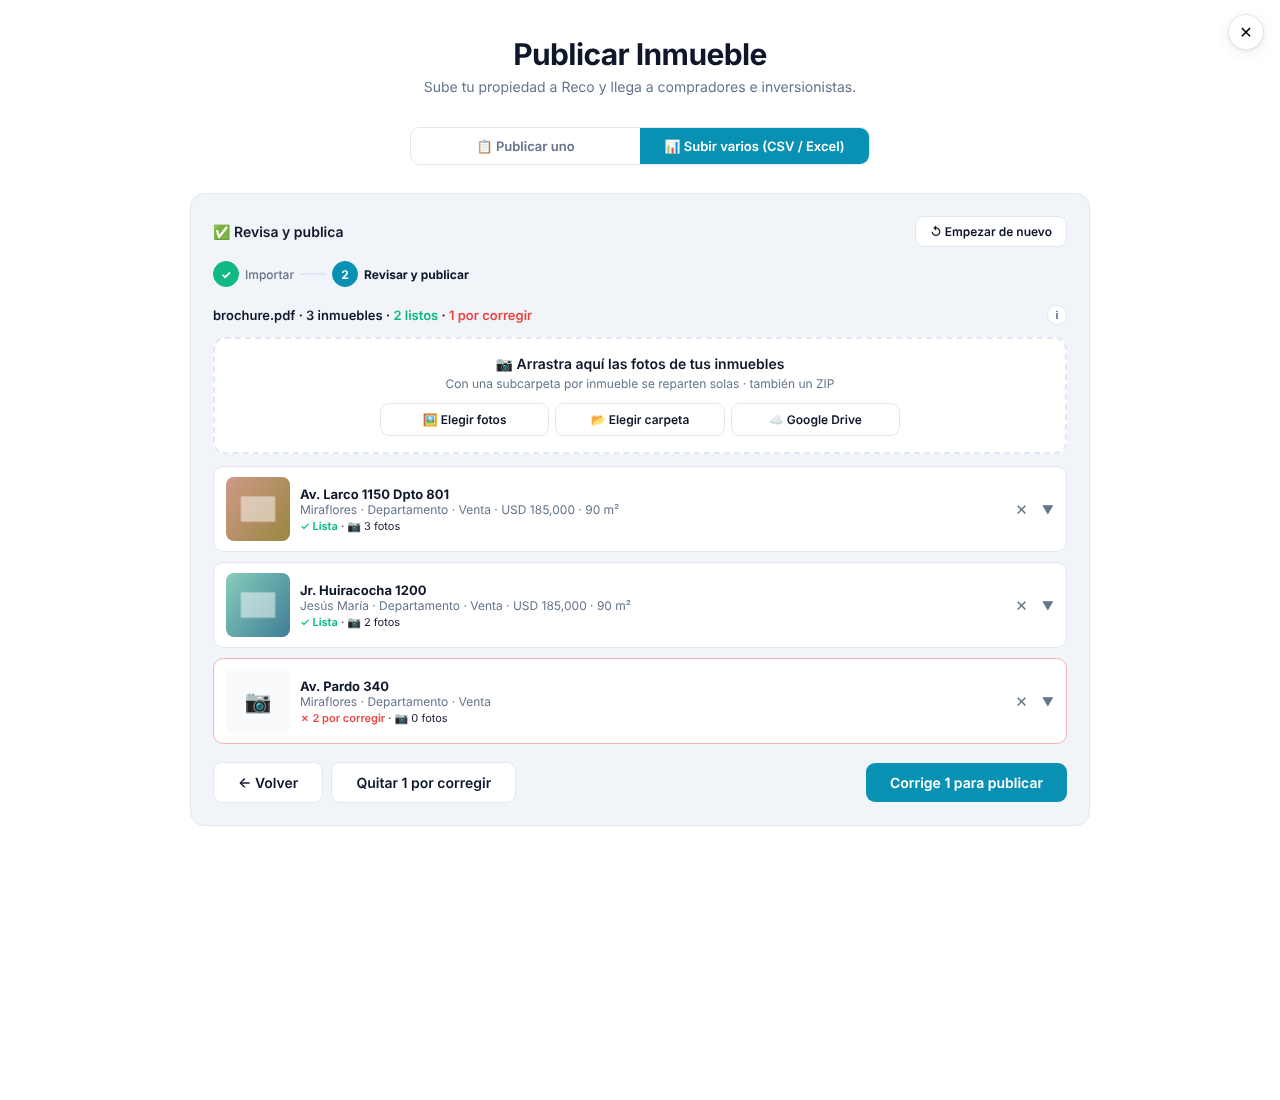 ✕
Publicar Inmueble
Sube tu propiedad a Reco y llega a compradores e inversionistas.
📋 Publicar uno
📊 Subir varios (CSV / Excel)
✅ Revisa y publica
↺ Empezar de nuevo
✓ Importar
2 Revisar y publicar
brochure.pdf · 3 inmuebles · 2 listos · 1 por corregir
i
📷 Arrastra aquí las fotos de tus inmuebles
Con una subcarpeta por inmueble se reparten solas · también un ZIP
🖼️ Elegir fotos
📂 Elegir carpeta
☁️ Google Drive
Av. Larco 1150 Dpto 801
Miraflores · Departamento · Venta · USD 185,000 · 90 m²
✓ Lista · 📷 3 fotos
✕ ▼
Jr. Huiracocha 1200
Jesús María · Departamento · Venta · USD 185,000 · 90 m²
✓ Lista · 📷 2 fotos
✕ ▼
Av. Pardo 340
Miraflores · Departamento · Venta
✕ 2 por corregir · 📷 0 fotos
✕ ▼
← Volver
Quitar 1 por corregir
Corrige 1 para publicar